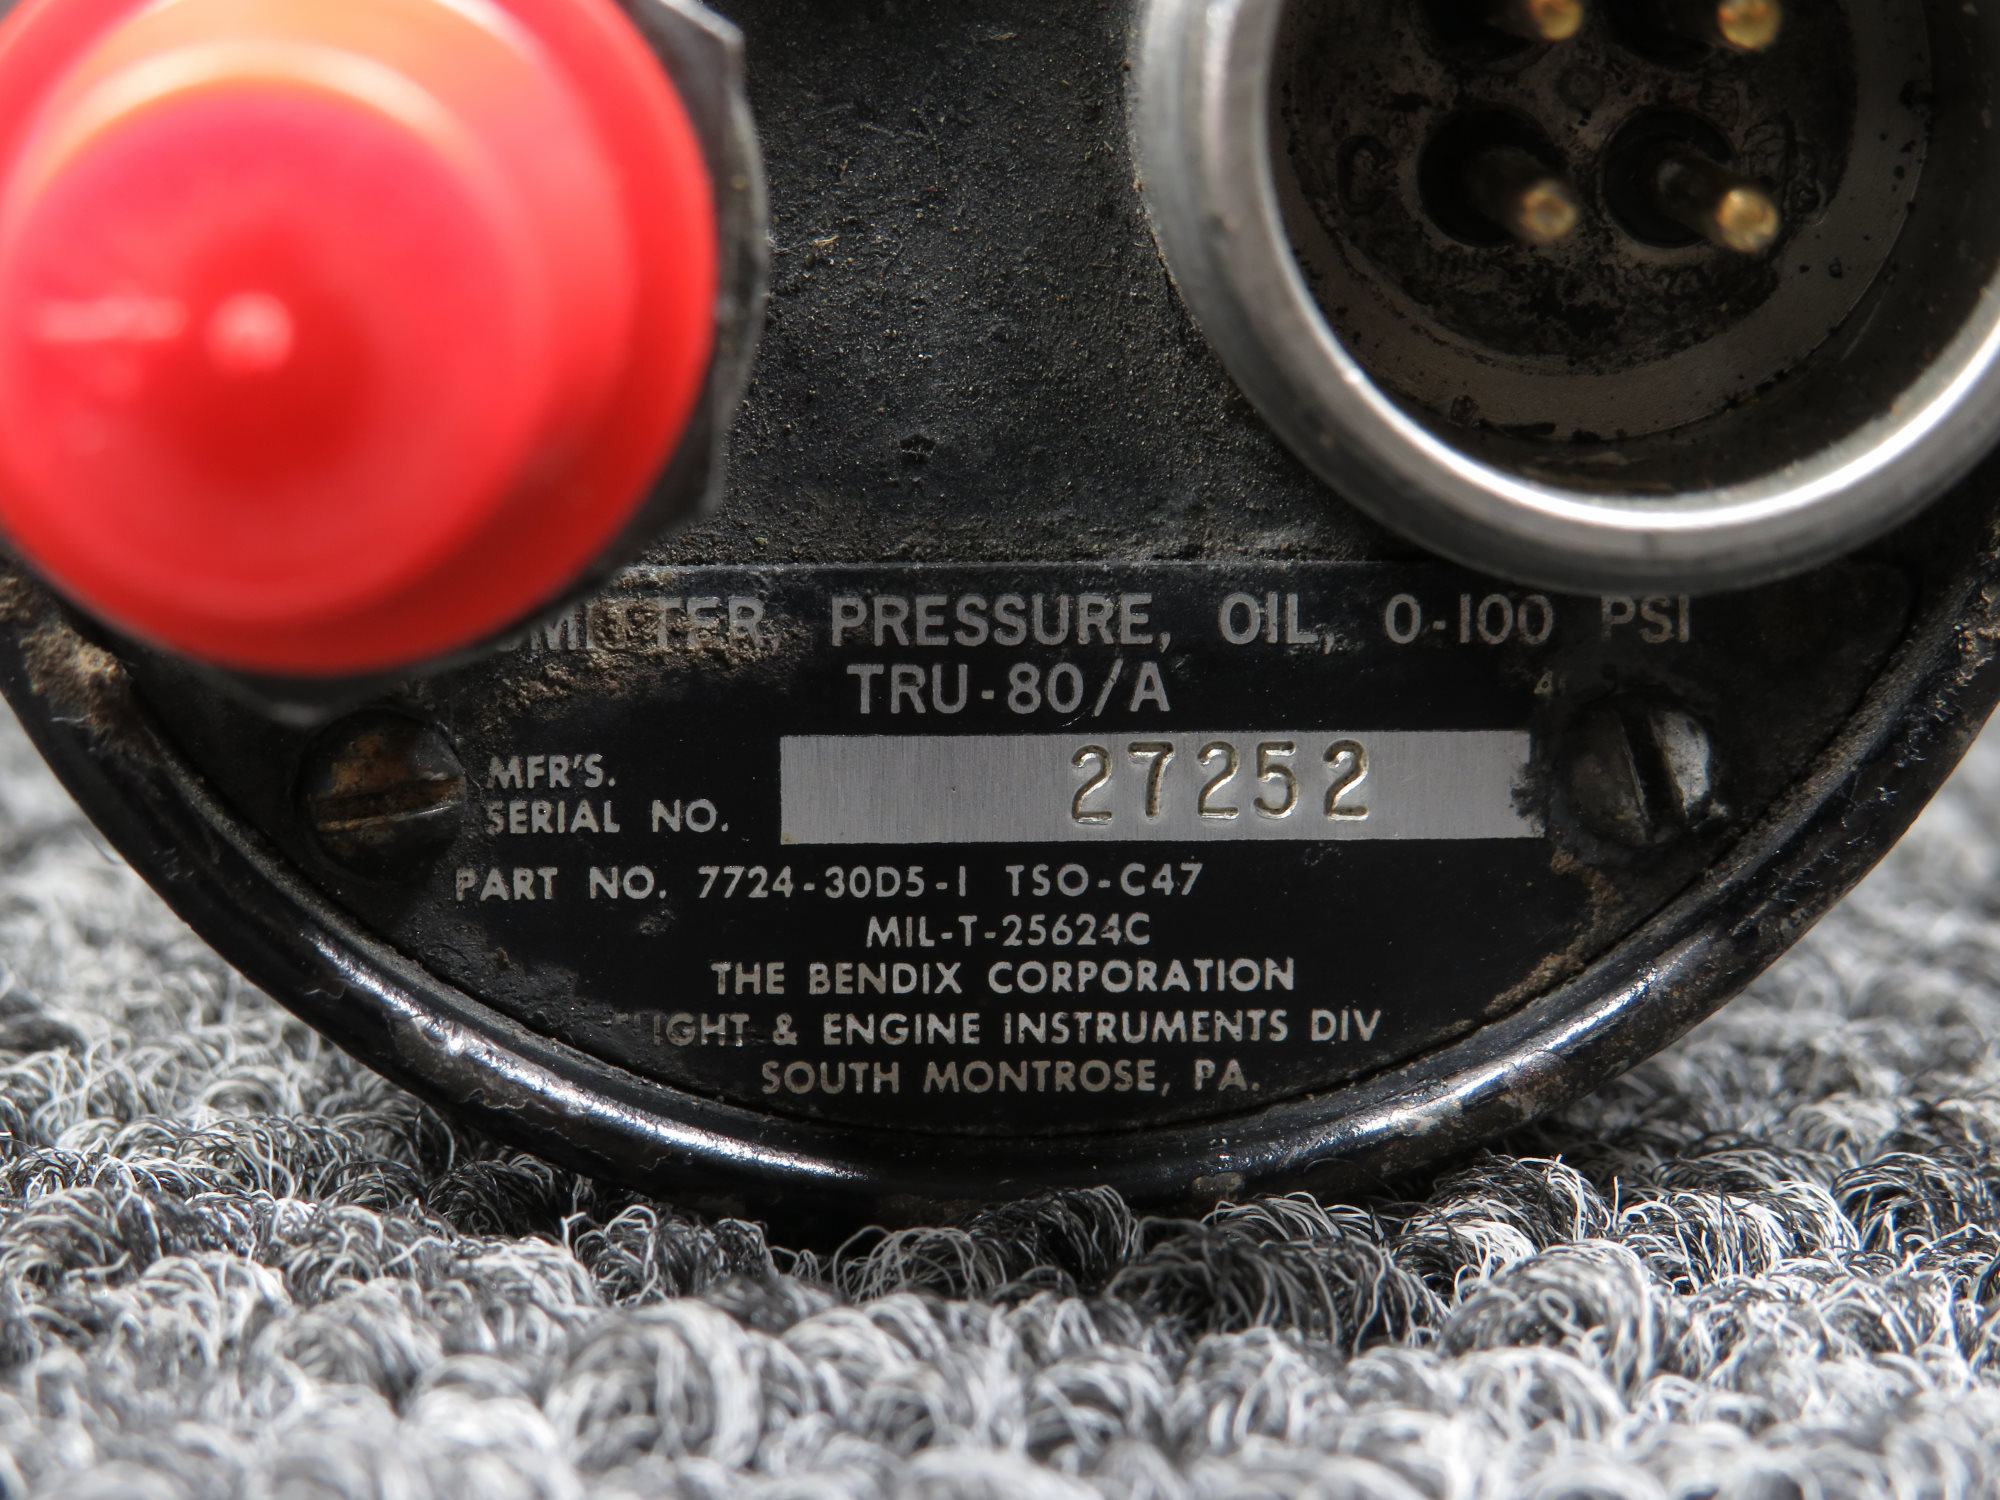 PRESSURE, OIL, 0-100 PSI
TRU-80/A
MFR'S.
SERIAL NO. 27252
PART NO. 7724-30D5-1 TSO-C47
MIL-T-25624C
THE BENDIX CORPORATION
FLIGHT & ENGINE INSTRUMENTS DIV
SOUTH MONTROSE, PA.